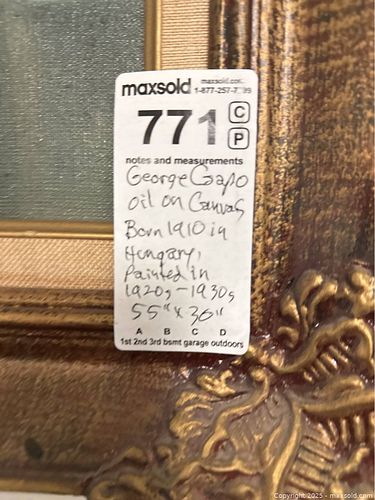 maxsold maxsold.com
1-877-257-7 99
771 C
P
notes and measurements
George Gapo
oil on Canvas
Born 1910 in
Hungary,
Painted in
1920s-1930s
55" x 36"
A B C D
1st 2nd 3rd bsmt garage outdoors
Copyright 2025 - maxsold.com